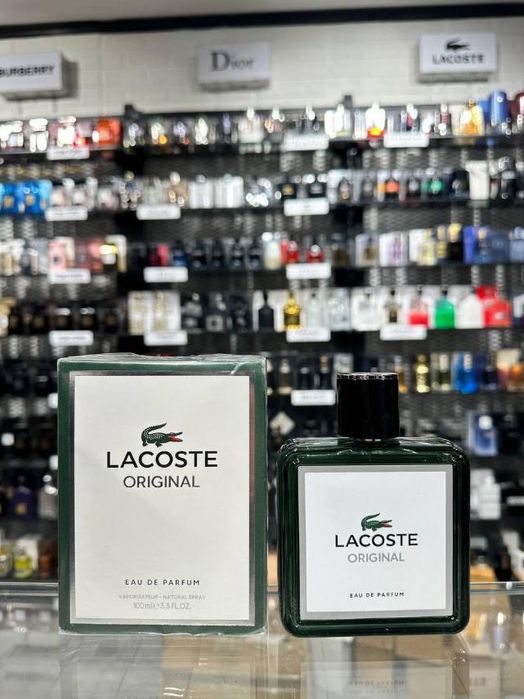 BURBERRY
Dior
LACOSTE
LACOSTE
ORIGINAL
EAU DE PARFUM
VAPORISATEUR - NATURAL SPRAY
100ml ℮ 3.3 FL.OZ.
LACOSTE
ORIGINAL
EAU DE PARFUM